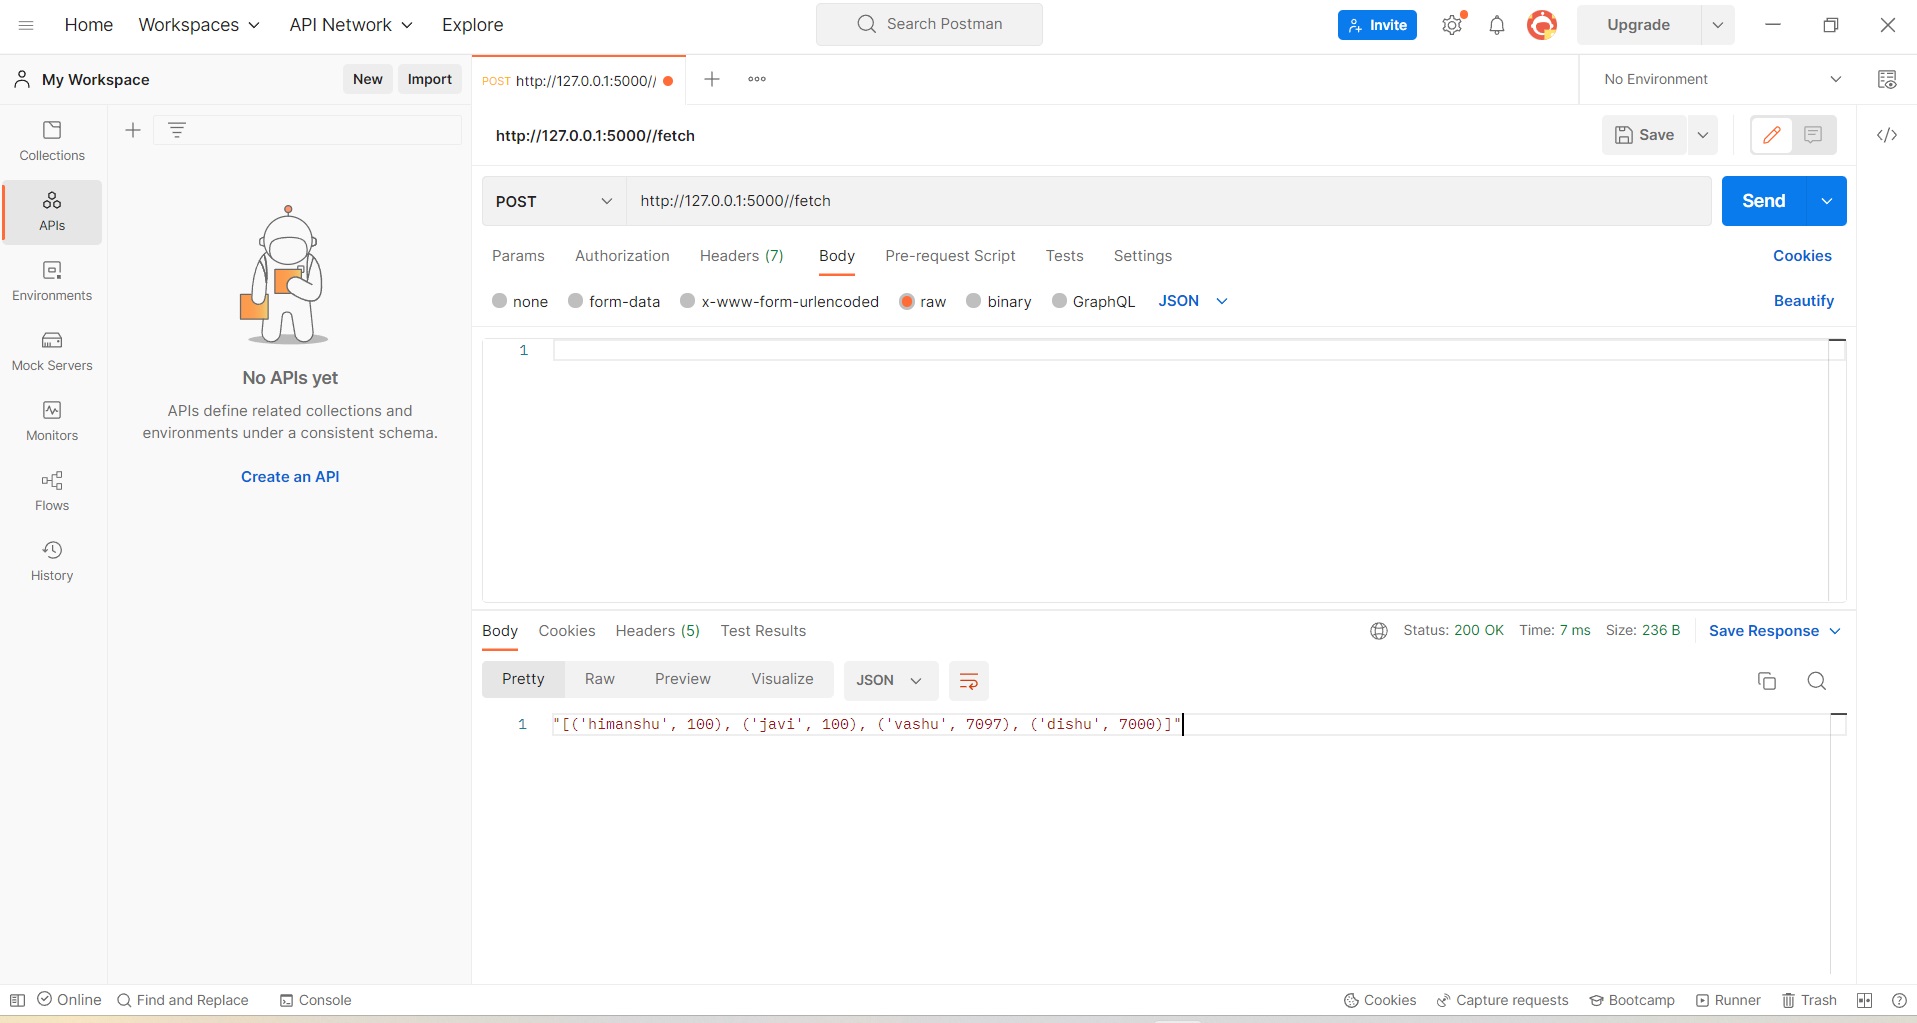 Home Workspaces API Network Explore Search Postman Invite Upgrade
My Workspace New Import POST http://127.0.0.1:5000// No Environment
http://127.0.0.1:5000//fetch Save
Collections
APIs
Environments
Mock Servers
Monitors
Flows
History
No APIs yet
APIs define related collections and
environments under a consistent schema.
Create an API
POST http://127.0.0.1:5000//fetch Send
Params Authorization Headers (7) Body Pre-request Script Tests Settings Cookies
none form-data x-www-form-urlencoded raw binary GraphQL JSON Beautify
1
Body Cookies Headers (5) Test Results Status: 200 OK Time: 7 ms Size: 236 B Save Response
Pretty Raw Preview Visualize JSON
1 "[('himanshu', 100), ('javi', 100), ('vashu', 7097), ('dishu', 7000)]"
Online Find and Replace Console Cookies Capture requests Bootcamp Runner Trash